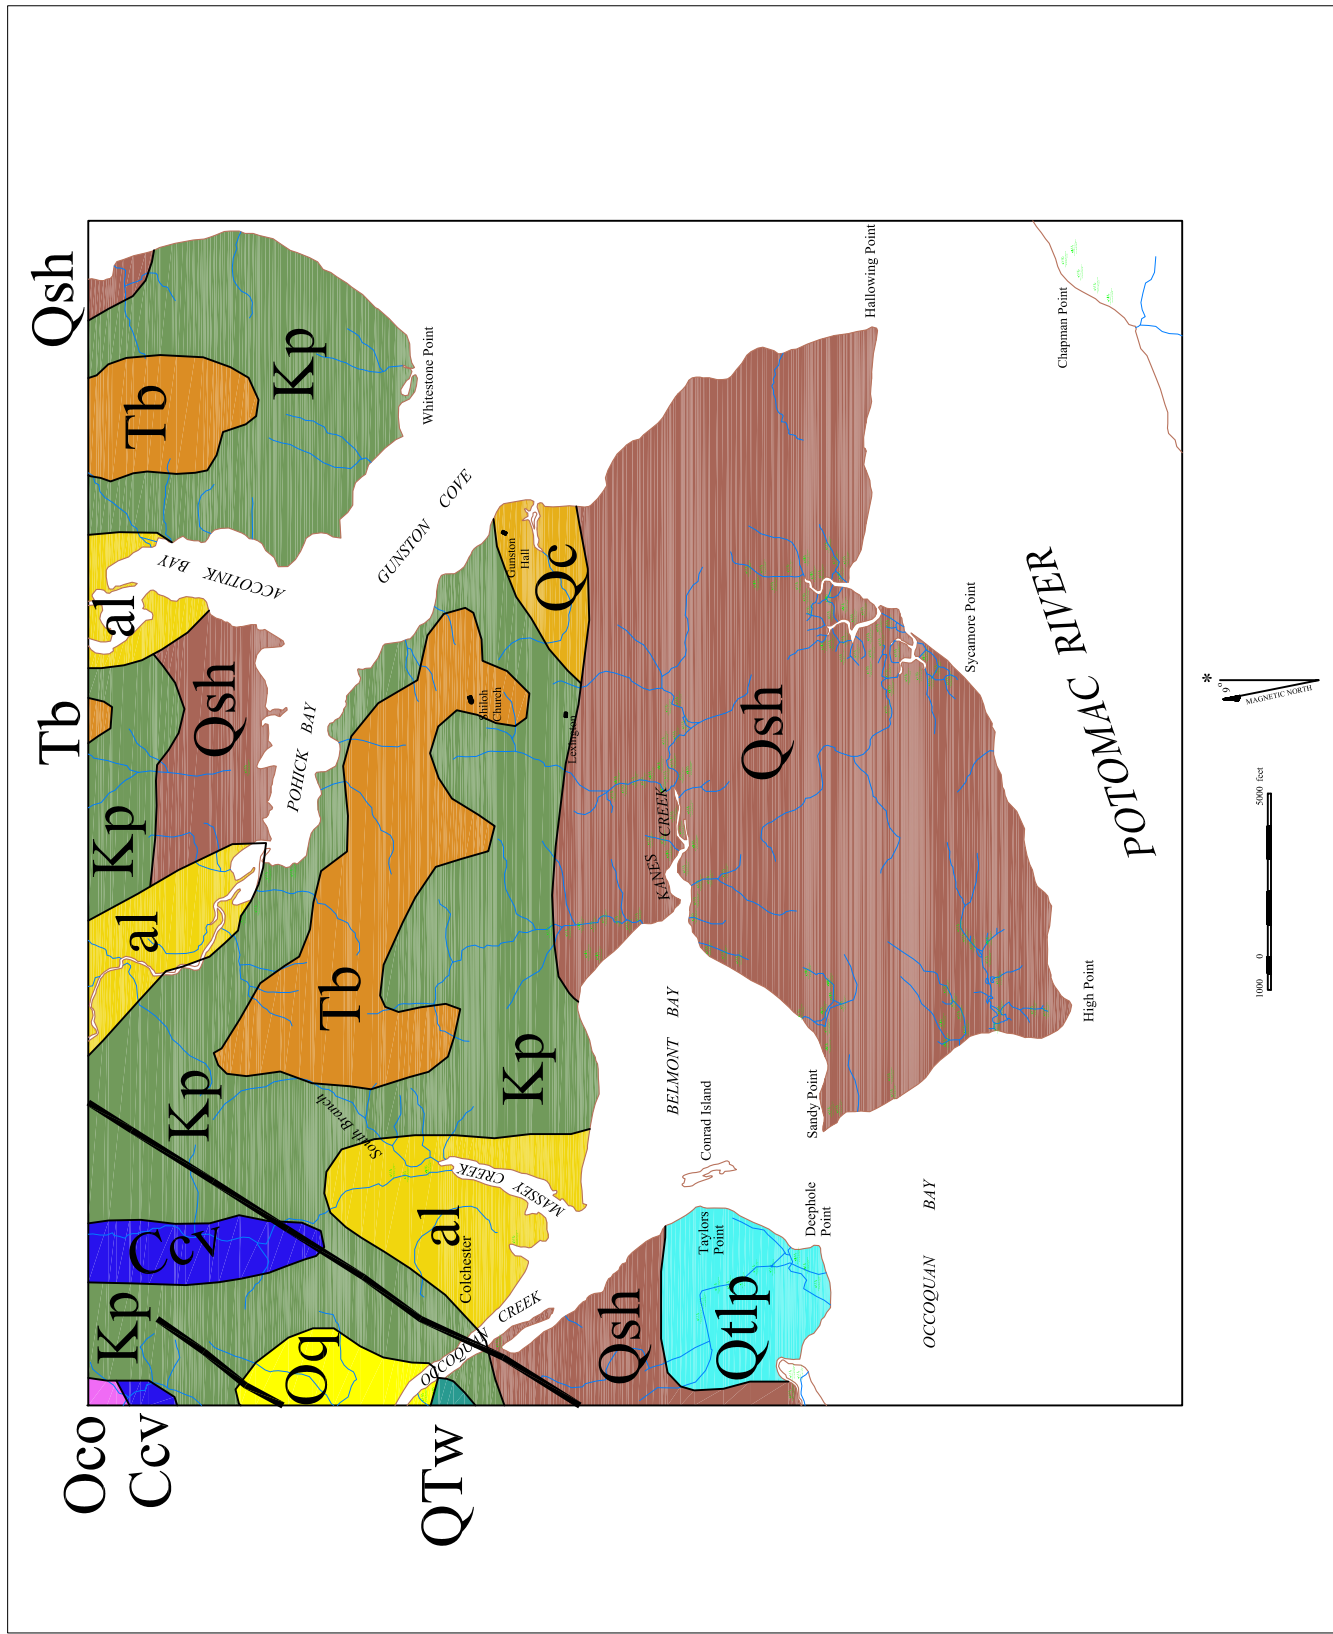 Qsh
Tb
Kp
Whitestone Point
Hallowing Point
Chapman Point
al
ACCOTINK BAY
GUNSTON COVE
Gunston
Hall
Qc
Tb
Kp
Qsh
POHICK BAY
Shiloh
Church
Lexington
Qsh
KANES CREEK
Sycamore Point
POTOMAC RIVER
al
Tb
Kp
Kp
South Branch
BELMONT BAY
Conrad Island
Sandy Point
High Point
MASSEY CREEK
al
Colchester
Ccv
Kp
Oq
OCCOQUAN CREEK
Qsh
Taylors
Point
Qtlp
Deephole
Point
OCCOQUAN BAY
Oco
Ccv
QTw
*
9°
MAGNETIC NORTH
1000 0 5000 feet